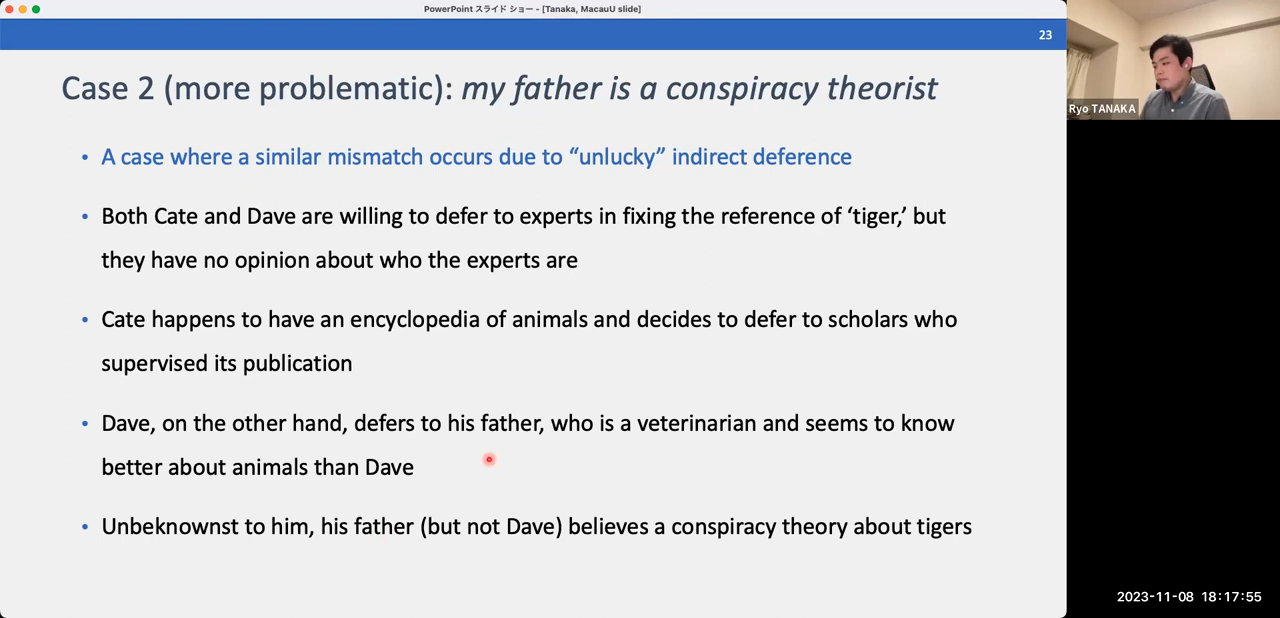 PowerPoint スライド ショー - [Tanaka, MacauU slide]
23
Case 2 (more problematic): my father is a conspiracy theorist
Ryo TANAKA
• A case where a similar mismatch occurs due to “unlucky” indirect deference
• Both Cate and Dave are willing to defer to experts in fixing the reference of ‘tiger,’ but
they have no opinion about who the experts are
• Cate happens to have an encyclopedia of animals and decides to defer to scholars who
supervised its publication
• Dave, on the other hand, defers to his father, who is a veterinarian and seems to know
better about animals than Dave
• Unbeknownst to him, his father (but not Dave) believes a conspiracy theory about tigers
2023-11-08 18:17:55